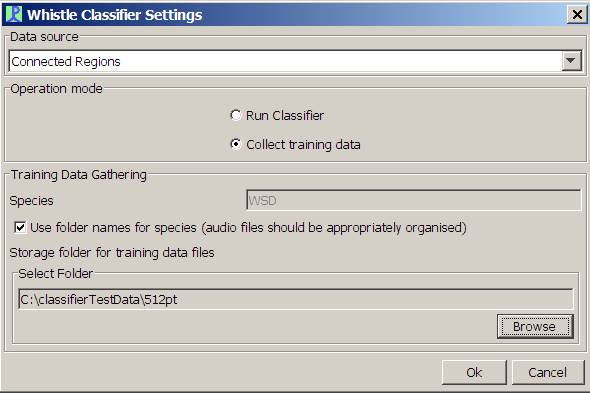 Whistle Classifier Settings
Data source
Connected Regions
Operation mode
Run Classifier
Collect training data
Training Data Gathering
Species
WSD
Use folder names for species (audio files should be appropriately organised)
Storage folder for training data files
Select Folder
C:\classifierTestData\512pt
Browse
Ok
Cancel